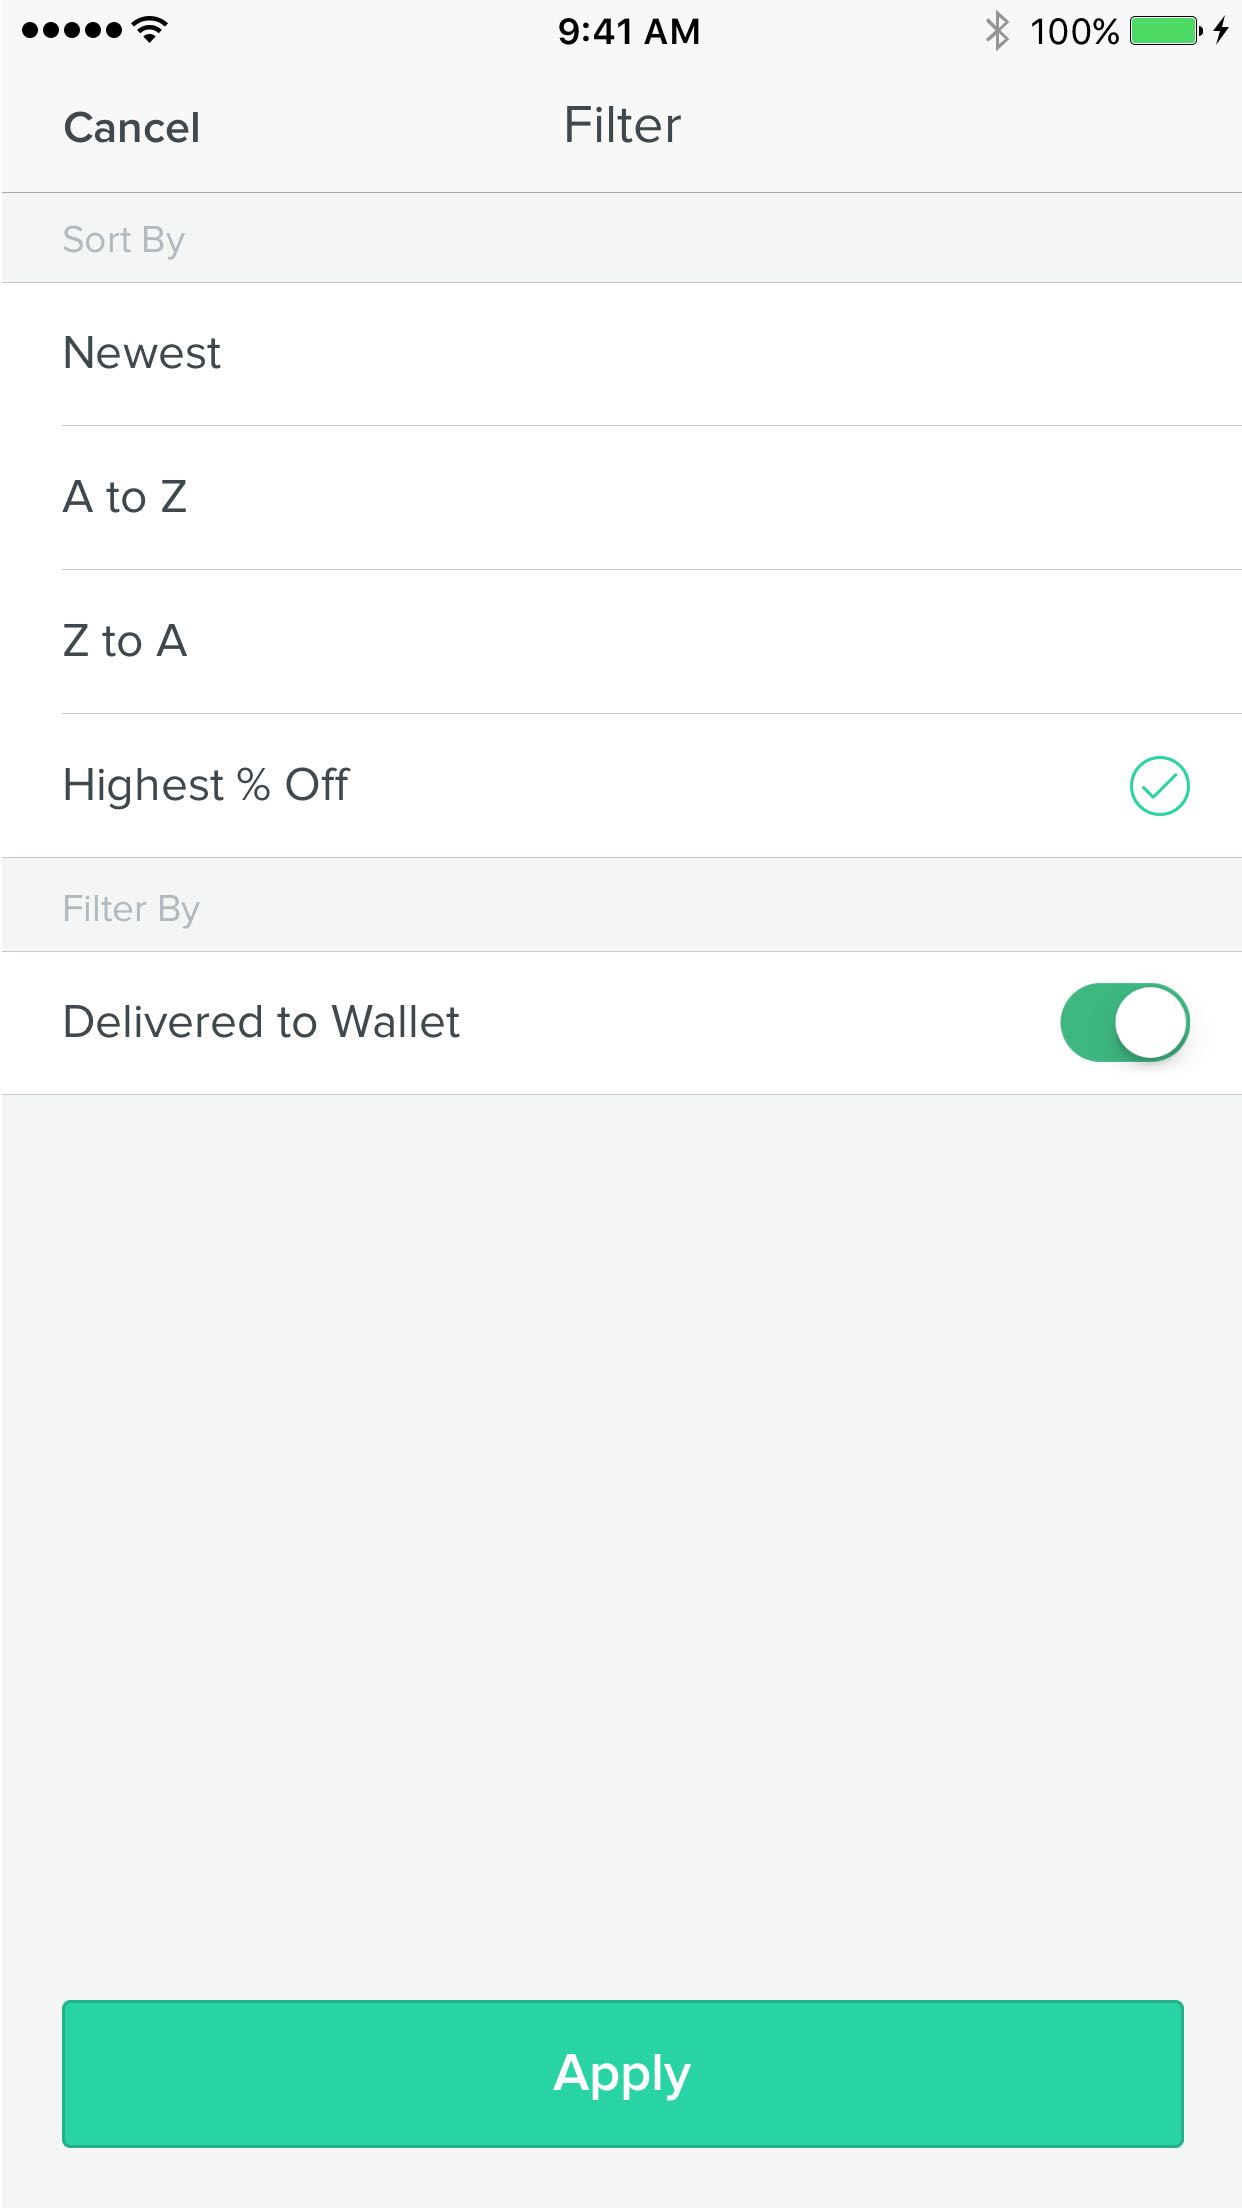 9:41 AM
100%
Cancel
Filter
Sort By
Newest
A to Z
Z to A
Highest % Off
Filter By
Delivered to Wallet
Apply